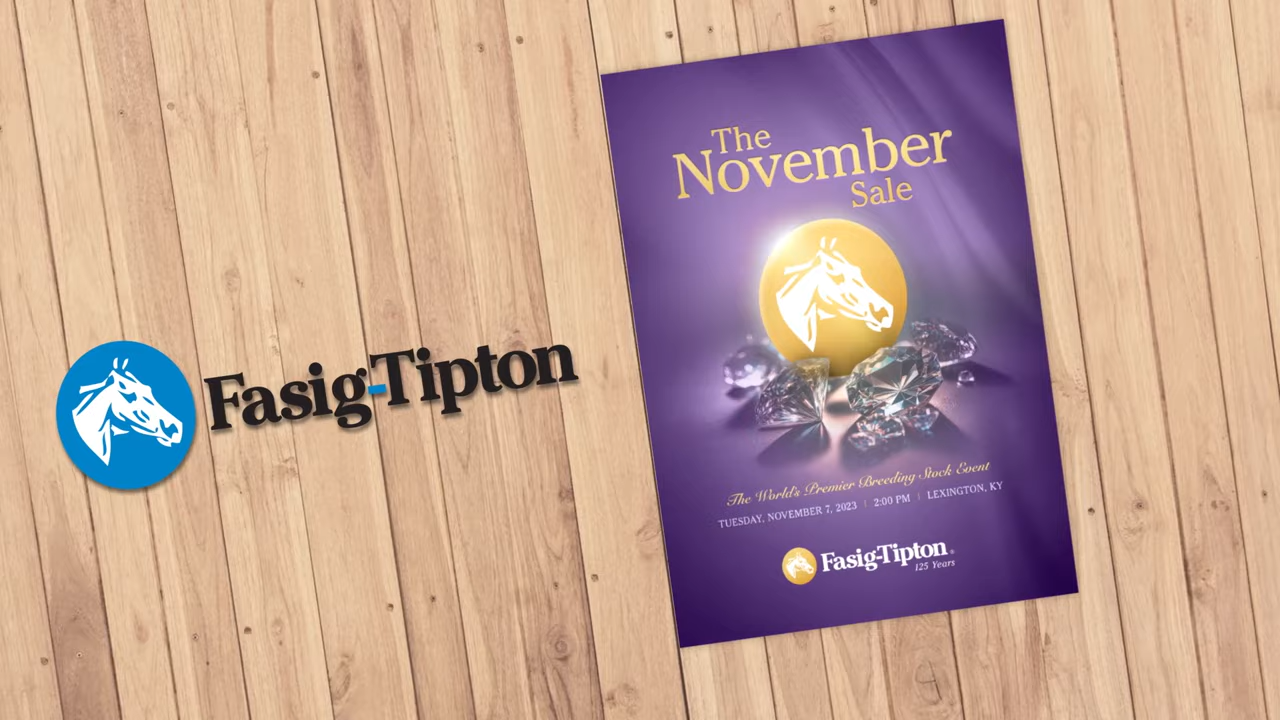 Fasig-Tipton
The
November
Sale
The World's Premier Breeding Stock Event
TUESDAY, NOVEMBER 7, 2023 | 2:00 PM | LEXINGTON, KY
Fasig-Tipton®
125 Years